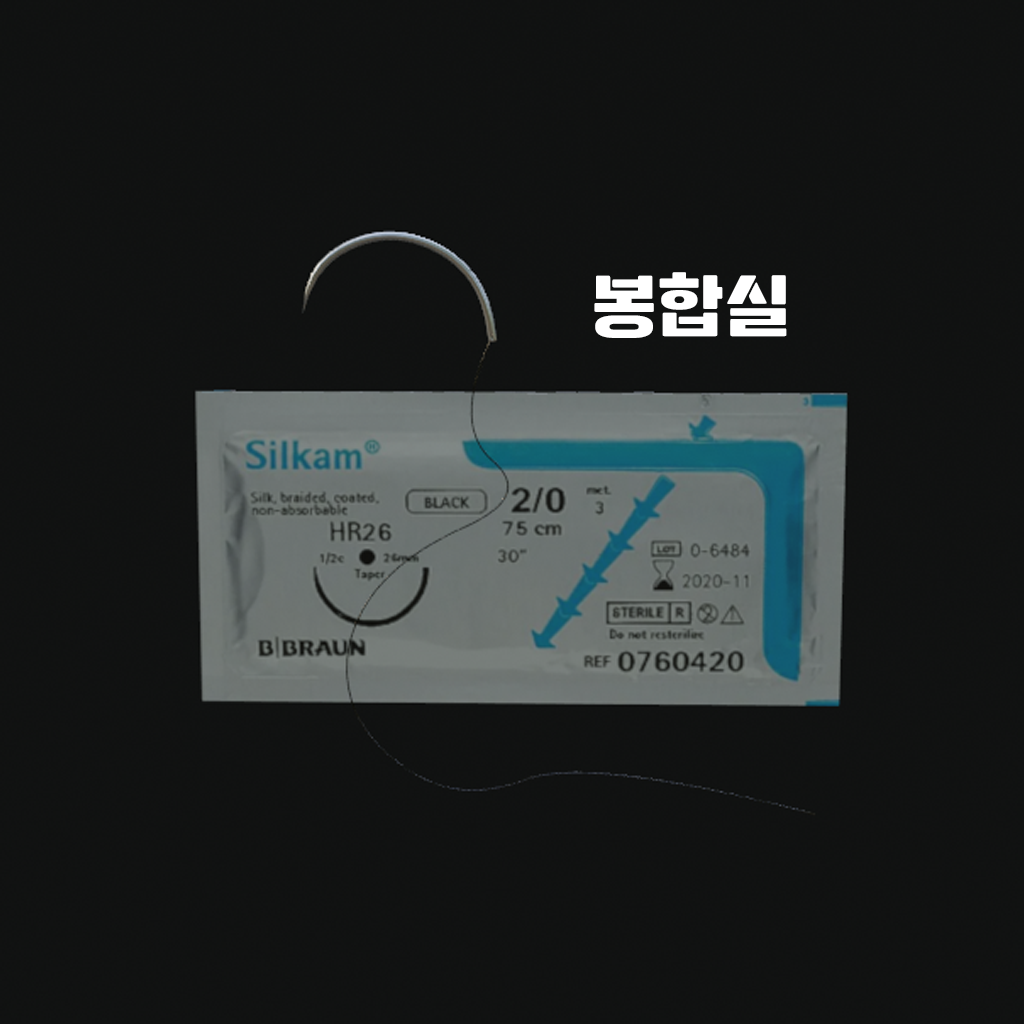 봉합실
Silkam®
Silk, braided, coated,
non-absorbable
BLACK
2/0
met.
3
75 cm
30"
HR26
1/2c
26mm
Taper
LOT 0-6484
2020-11
STERILE R
Do not resterilize
B|BRAUN
REF 0760420